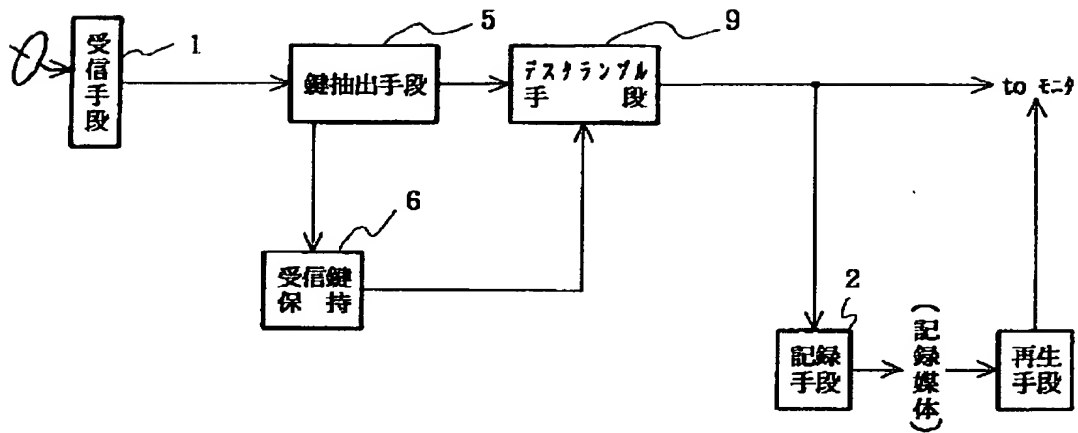 1
受信手段
5
鍵抽出手段
9
デスクランブル
手 段
to モニタ
6
受信鍵
保 持
2
記録
手段
(記録媒体)
再生
手段